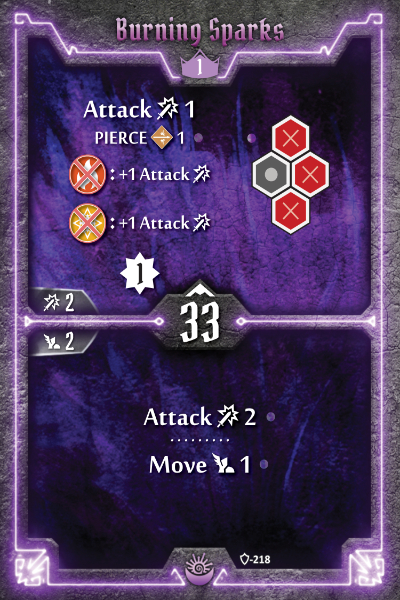 Burning Sparks
1
Attack 1
PIERCE 1
: +1 Attack
: +1 Attack
1
2
33
2
Attack 2
Move 1
-218